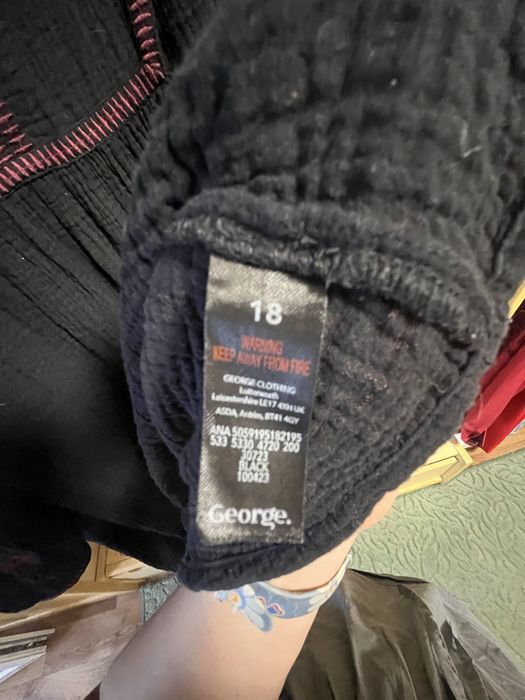 18
WARNING
KEEP AWAY FROM FIRE
GEORGE CLOTHING
Lutterworth
Leicestershire LE17 4XH UK
ASDA, Antrim, BT41 4GY
ANA 5059195182195
533 5330 4720 200
30723
BLACK
100423
George.